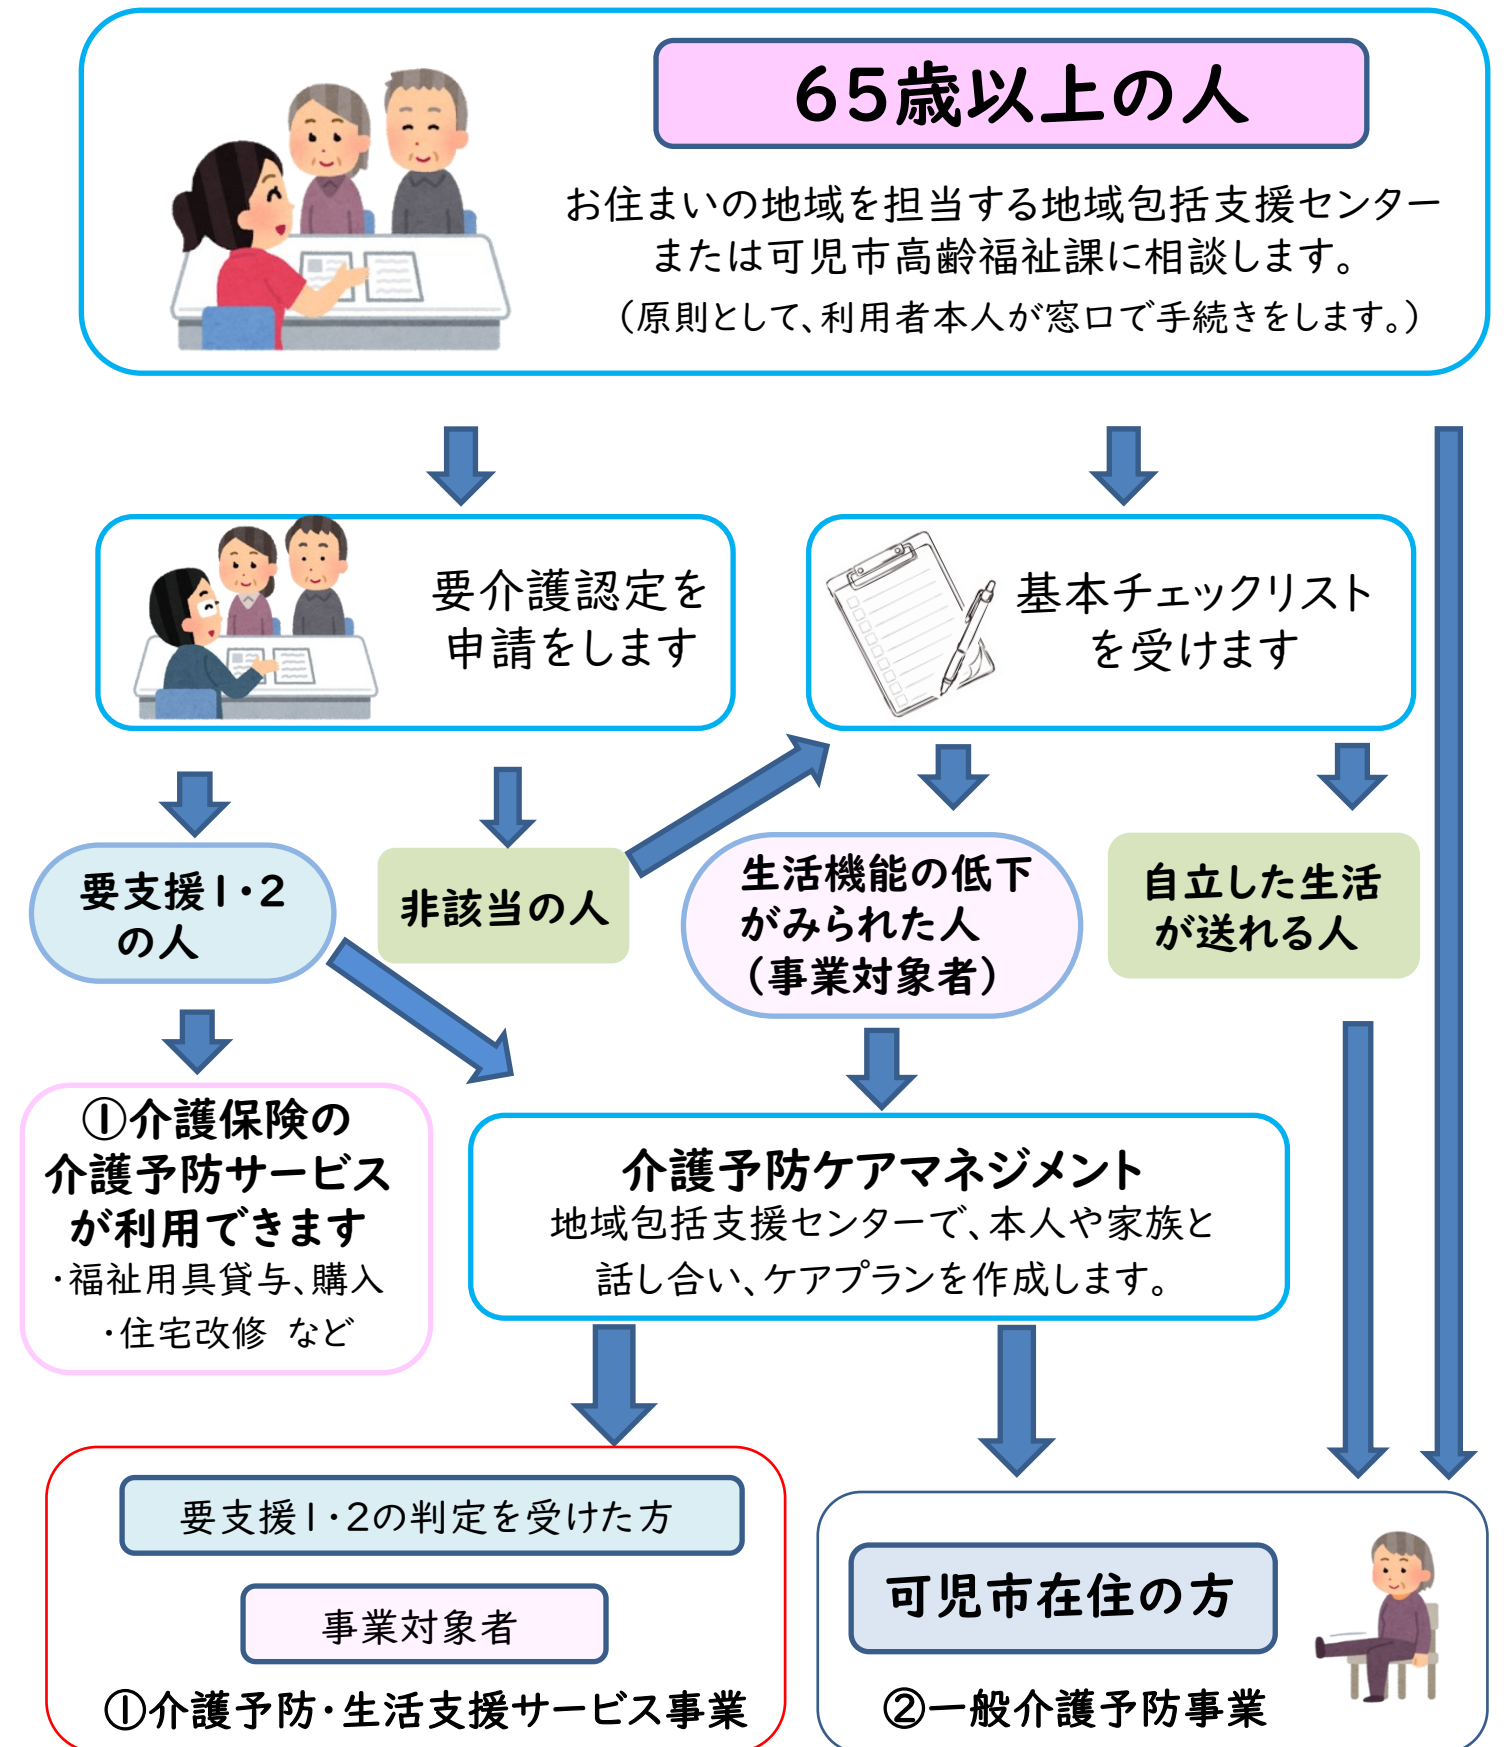 65歳以上の人
お住まいの地域を担当する地域包括支援センター
または可児市高齢福祉課に相談します。
（原則として、利用者本人が窓口で手続きをします。）
要介護認定を
申請をします
基本チェックリスト
を受けます
要支援1・2
の人
非該当の人
生活機能の低下
がみられた人
（事業対象者）
自立した生活
が送れる人
①介護保険の
介護予防サービス
が利用できます
・福祉用具貸与、購入
・住宅改修 など
介護予防ケアマネジメント
地域包括支援センターで、本人や家族と
話し合い、ケアプランを作成します。
要支援1・2の判定を受けた方
事業対象者
①介護予防・生活支援サービス事業
可児市在住の方
②一般介護予防事業